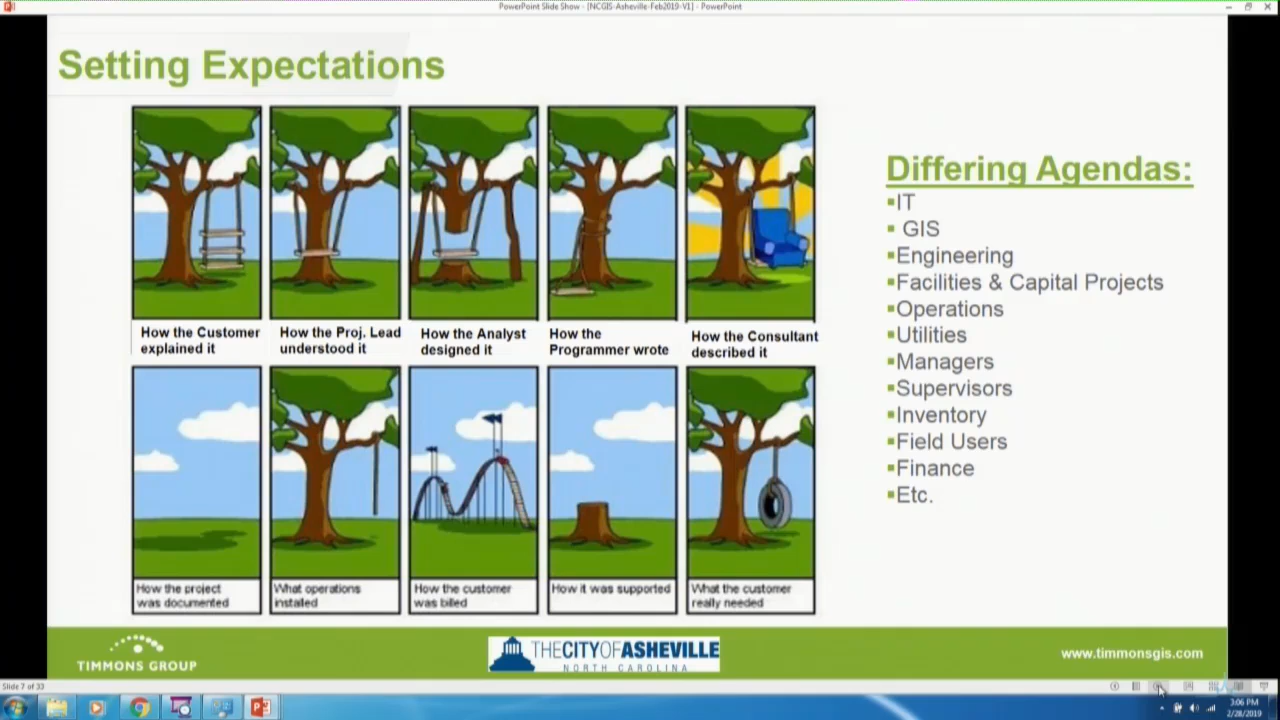 PowerPoint Slide Show - [NCGIS-Asheville-Feb2019-V1] - PowerPoint
Setting Expectations
How the Customer
explained it
How the Proj. Lead
understood it
How the Analyst
designed it
How the
Programmer wrote
How the Consultant
described it
How the project
was documented
What operations
installed
How the customer
was billed
How it was supported
What the customer
really needed
Differing Agendas:
▪IT
▪ GIS
▪Engineering
▪Facilities & Capital Projects
▪Operations
▪Utilities
▪Managers
▪Supervisors
▪Inventory
▪Field Users
▪Finance
▪Etc.
TIMMONS GROUP
THECITYOFASHEVILLE
NORTH CAROLINA
www.timmonsgis.com
Slide 7 of 33
3:06 PM
2/28/2019